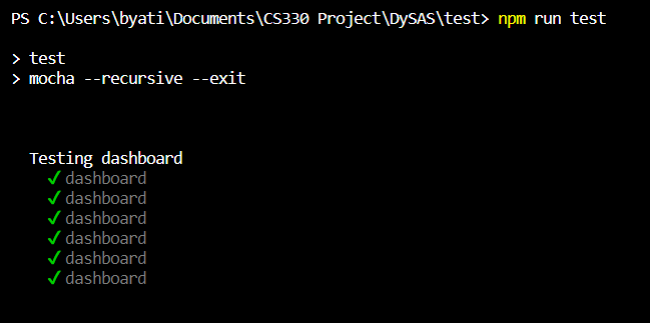 PS C:\Users\byati\Documents\CS330 Project\DySAS\test> npm run test
> test
> mocha --recursive --exit
Testing dashboard
✓ dashboard
✓ dashboard
✓ dashboard
✓ dashboard
✓ dashboard
✓ dashboard